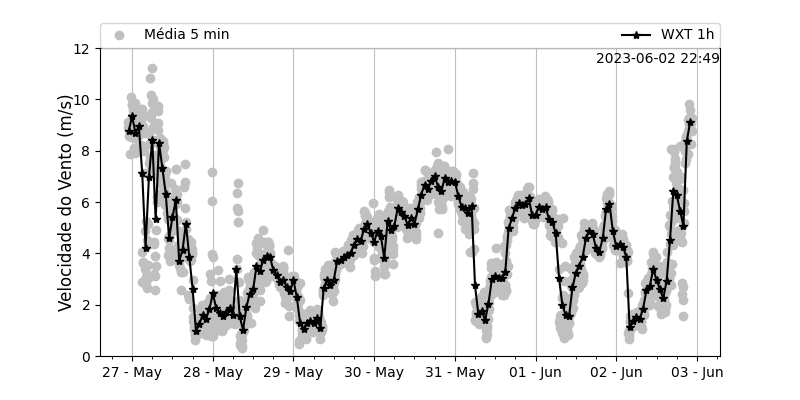 Média 5 min
WXT 1h
2023-06-02 22:49
Velocidade do Vento (m/s)
12
10
8
6
4
2
0
27 - May
28 - May
29 - May
30 - May
31 - May
01 - Jun
02 - Jun
03 - Jun